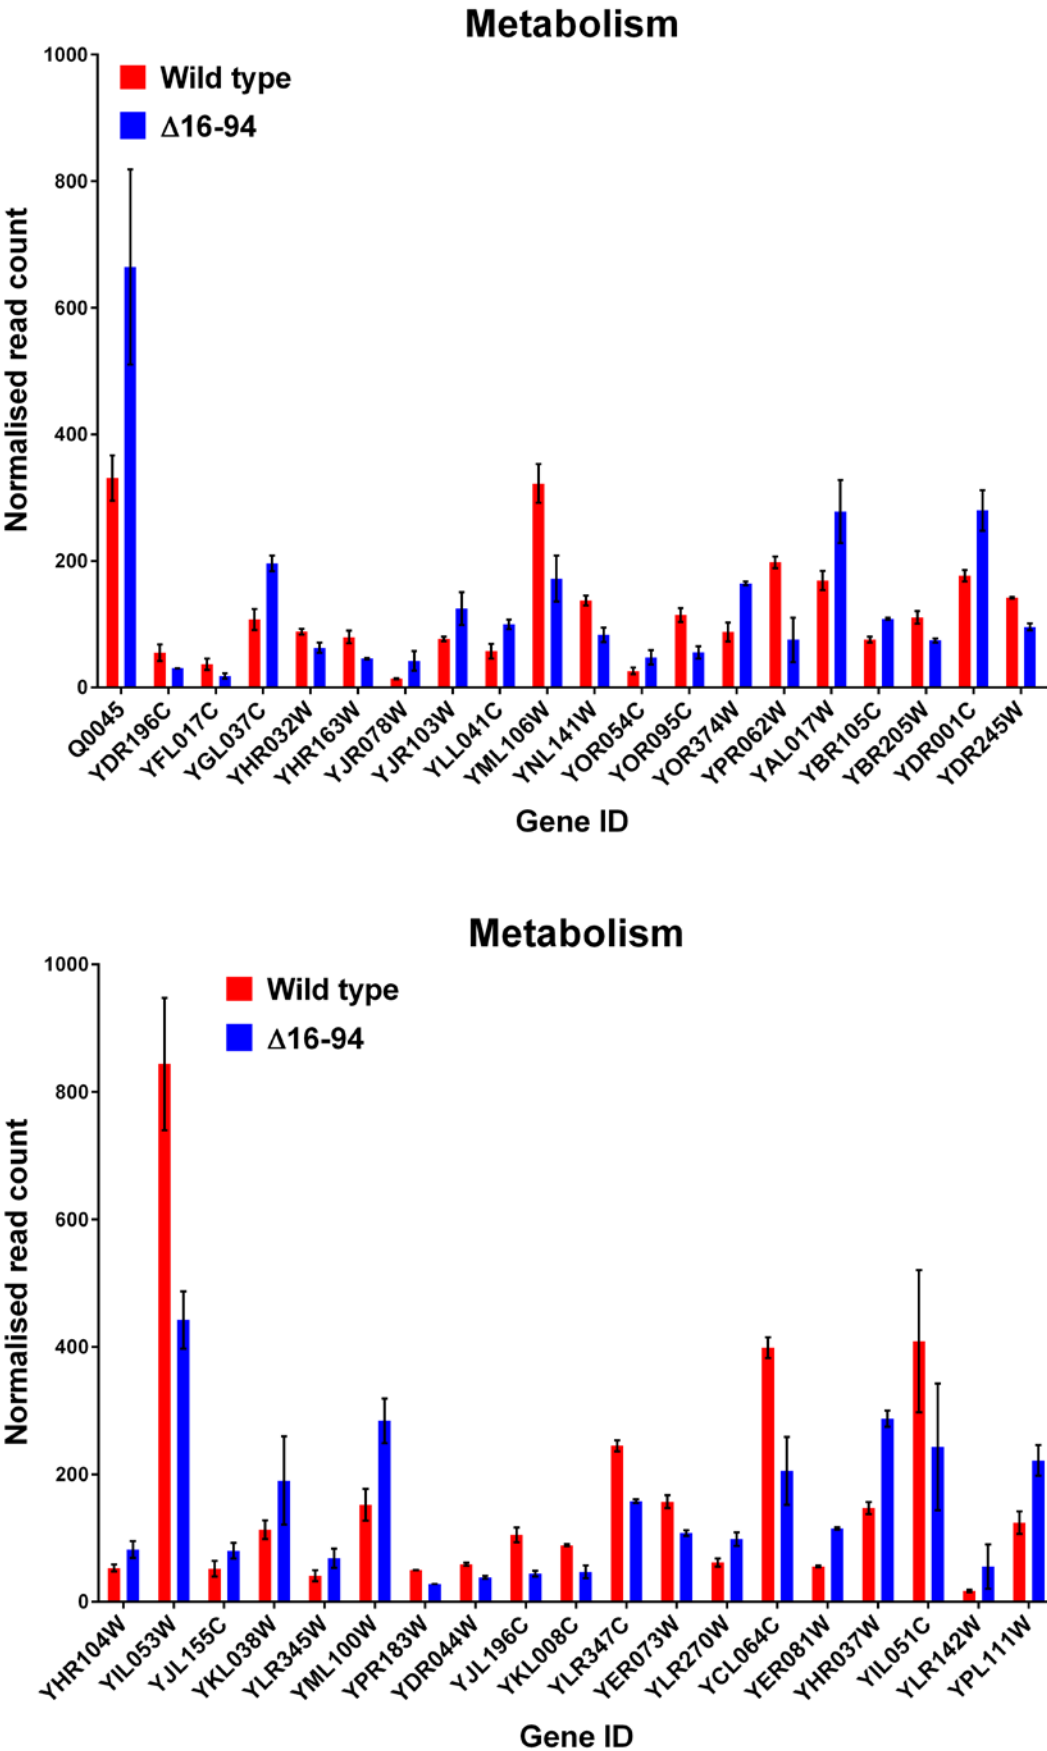 Metabolism
1000
800
600
400
200
0
Normalised read count
Wild type
Δ16-94
Q0045
YDR196C
YFL017C
YGL037C
YHR032W
YHR163W
YJR078W
YJR103W
YLL041C
YML106W
YNL141W
YOR054C
YOR095C
YOR374W
YPR062W
YAL017W
YBR105C
YBR205W
YDR001C
YDR245W
Gene ID
Metabolism
1000
800
600
400
200
0
Normalised read count
Wild type
Δ16-94
YHR104W
YIL053W
YJL155C
YKL038W
YLR345W
YML100W
YPR183W
YDR044W
YJL196C
YKL008C
YLR347C
YER073W
YLR270W
YCL064C
YER081W
YHR037W
YIL051C
YLR142W
YPL111W
Gene ID